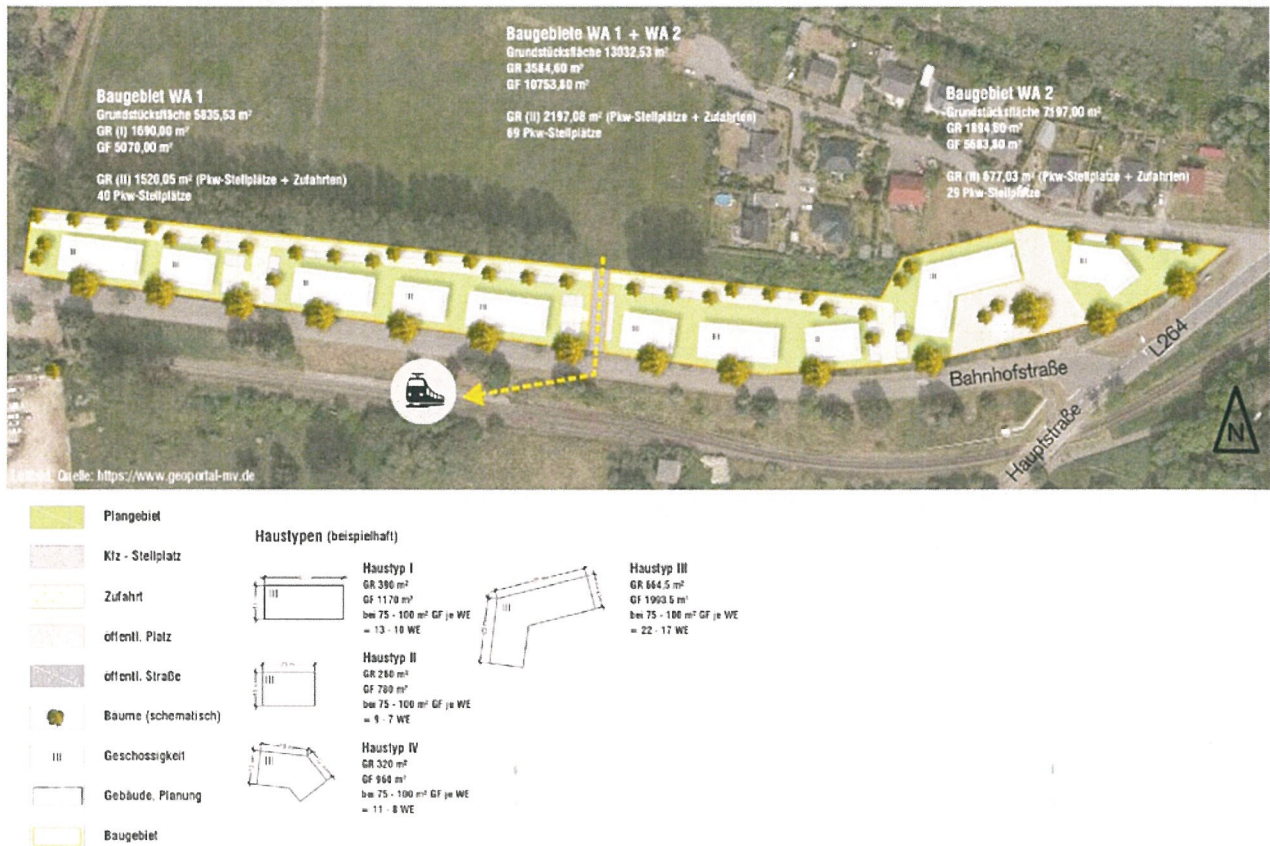 Baugebiet WA 1
Grundstücksfläche 5835,53 m²
GR (I) 1690,00 m²
GF 5070,00 m²
GR (II) 1520,05 m² (Pkw-Stellplätze + Zufahrten)
40 Pkw-Stellplätze
Baugebiete WA 1 + WA 2
Grundstücksfläche 13032,53 m²
GR 3584,60 m²
GF 10753,80 m²
GR (II) 2197,08 m² (Pkw-Stellplätze + Zufahrten)
69 Pkw-Stellplätze
Baugebiet WA 2
Grundstücksfläche 7197,00 m²
GR 1894,60 m²
GF 5683,80 m²
GR (II) 677,03 m² (Pkw-Stellplätze + Zufahrten)
29 Pkw-Stellplätze
Bahnhofstraße
L264
Hauptstraße
N
Quelle: https://www.geoportal-mv.de
Plangebiet
Kfz - Stellplatz
Zufahrt
öffentl. Platz
öffentl. Straße
Bäume (schematisch)
III Geschossigkeit
Gebäude, Planung
Baugebiet
Haustypen (beispielhaft)
III
Haustyp I
GR 390 m²
GF 1170 m²
bei 75 - 100 m² GF je WE
= 13 - 10 WE
III
Haustyp II
GR 260 m²
GF 780 m²
bei 75 - 100 m² GF je WE
= 9 - 7 WE
III
Haustyp IV
GR 320 m²
GF 960 m²
bei 75 - 100 m² GF je WE
= 11 - 8 WE
III
Haustyp III
GR 664,5 m²
GF 1993,5 m²
bei 75 - 100 m² GF je WE
= 22 - 17 WE